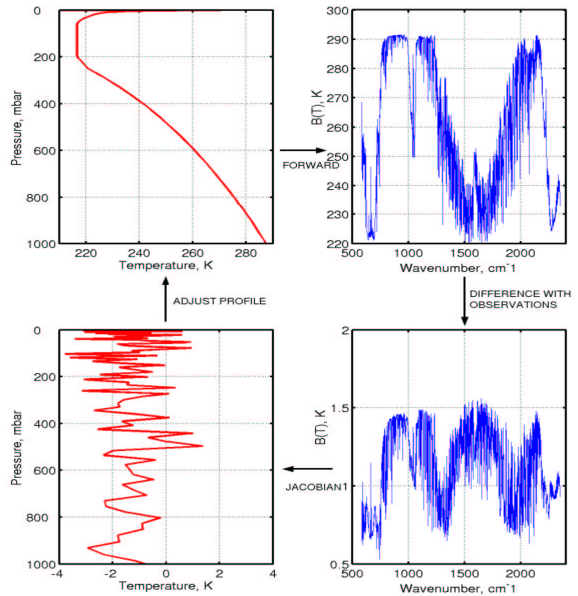 0
200
400
600
800
1000
Pressure, mbar
220 240 260 280
Temperature, K
FORWARD
300
290
280
270
260
250
240
230
220
B(T), K
500 1000 1500 2000
Wavenumber, cm-1
ADJUST PROFILE
DIFFERENCE WITH
OBSERVATIONS
0
200
400
600
800
1000
Pressure, mbar
-4 -2 0 2 4
Temperature, K
JACOBIAN
2
1.5
1
0.5
B(T), K
500 1000 1500 2000
Wavenumber, cm-1